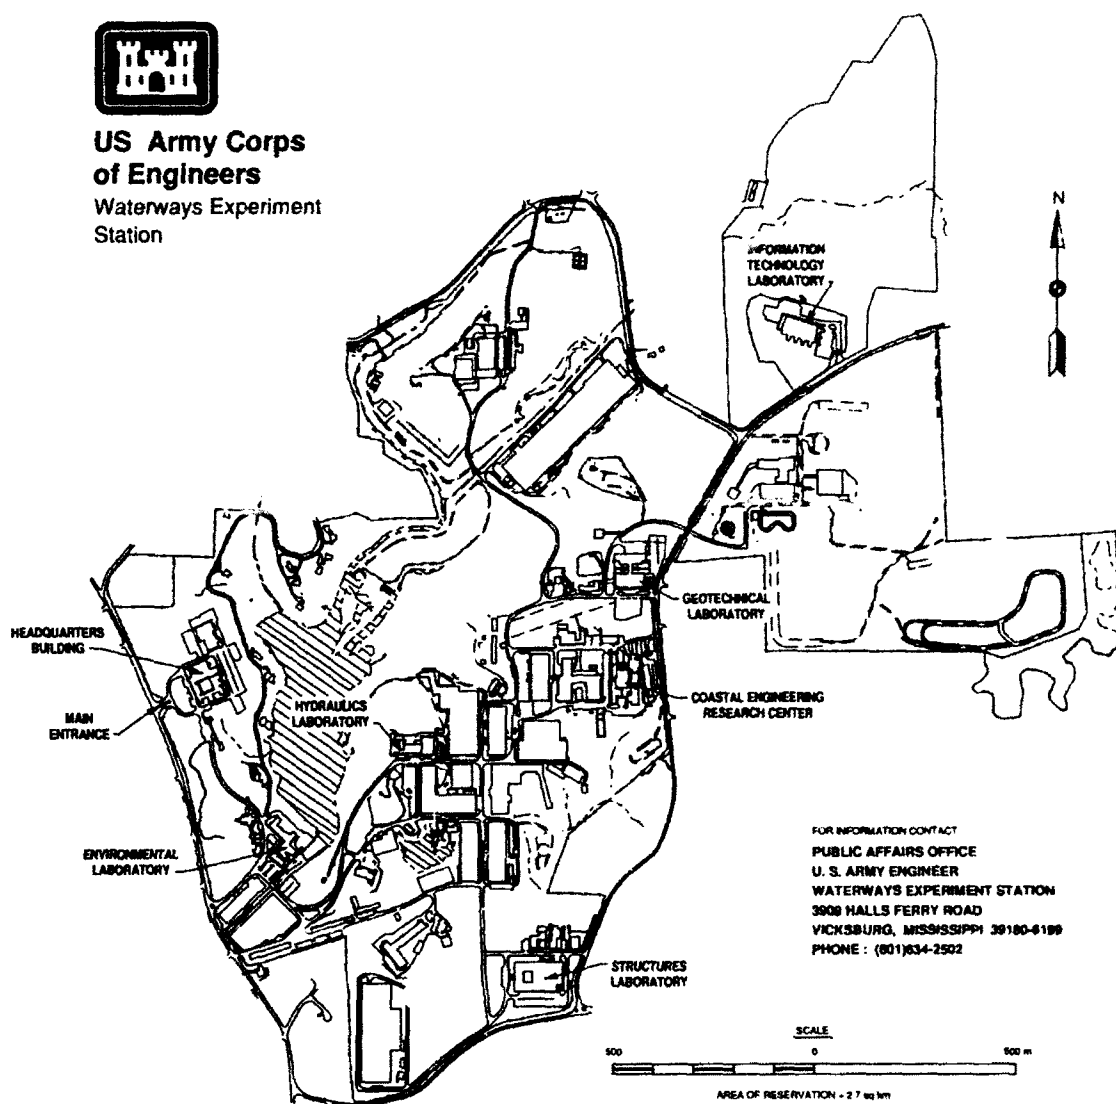 US Army Corps
of Engineers
Waterways Experiment
Station
N
INFORMATION
TECHNOLOGY
LABORATORY
GEOTECHNICAL
LABORATORY
HEADQUARTERS
BUILDING
MAIN
ENTRANCE
HYDRAULICS
LABORATORY
COASTAL ENGINEERING
RESEARCH CENTER
ENVIRONMENTAL
LABORATORY
STRUCTURES
LABORATORY
FOR INFORMATION CONTACT
PUBLIC AFFAIRS OFFICE
U. S. ARMY ENGINEER
WATERWAYS EXPERIMENT STATION
3909 HALLS FERRY ROAD
VICKSBURG, MISSISSIPPI 39180-6199
PHONE : (601)634-2502
SCALE
500 0 500 m
AREA OF RESERVATION - 2.7 sq km